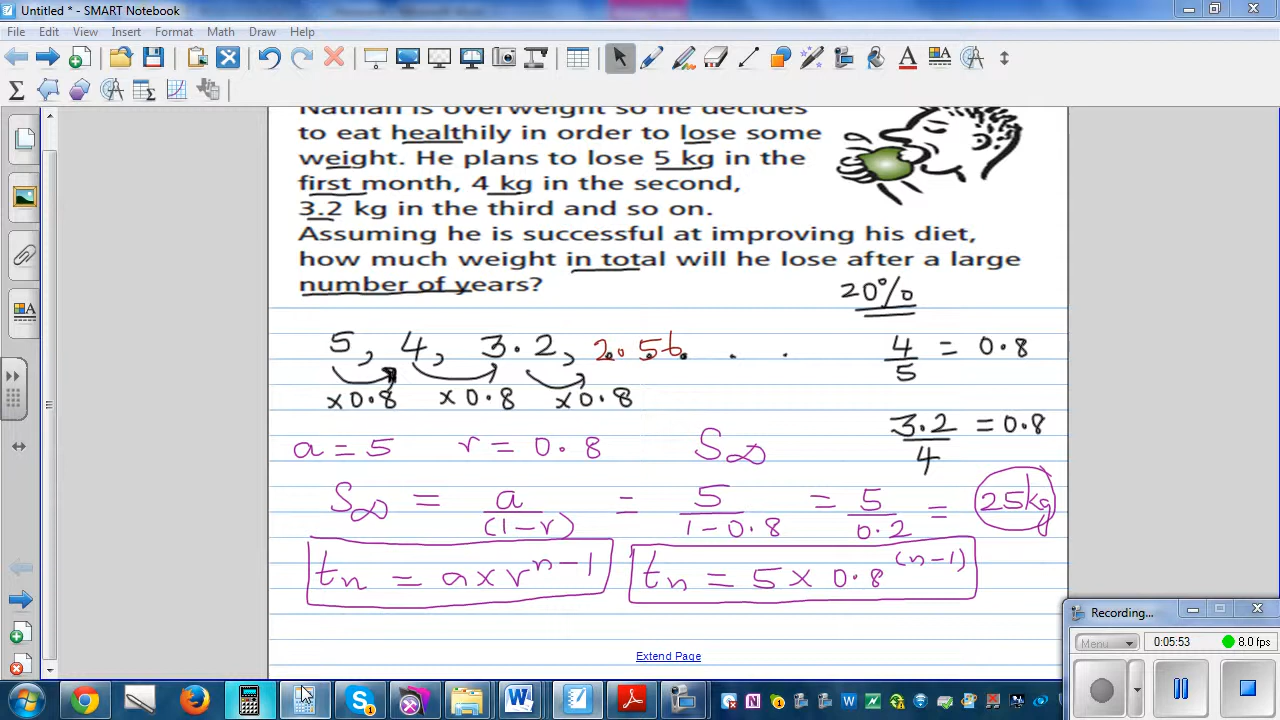 Untitled * - SMART Notebook
File Edit View Insert Format Math Draw Help
Nathan is overweight so he decides
to eat healthily in order to lose some
weight. He plans to lose 5 kg in the
first month, 4 kg in the second,
3.2 kg in the third and so on.
Assuming he is successful at improving his diet,
how much weight in total will he lose after a large
number of years?
20%
5, 4, 3.2, 2.56. . .
4/5 = 0.8
×0.8 ×0.8 ×0.8
3.2/4 = 0.8
a = 5 r = 0.8 S∞
S∞ = a/(1-r) = 5/1-0.8 = 5/0.2 = 25kg
tn = a×r^n-1 tn = 5 × 0.8^(n-1)
Extend Page
Recording...
Menu 0:05:53 8.0 fps